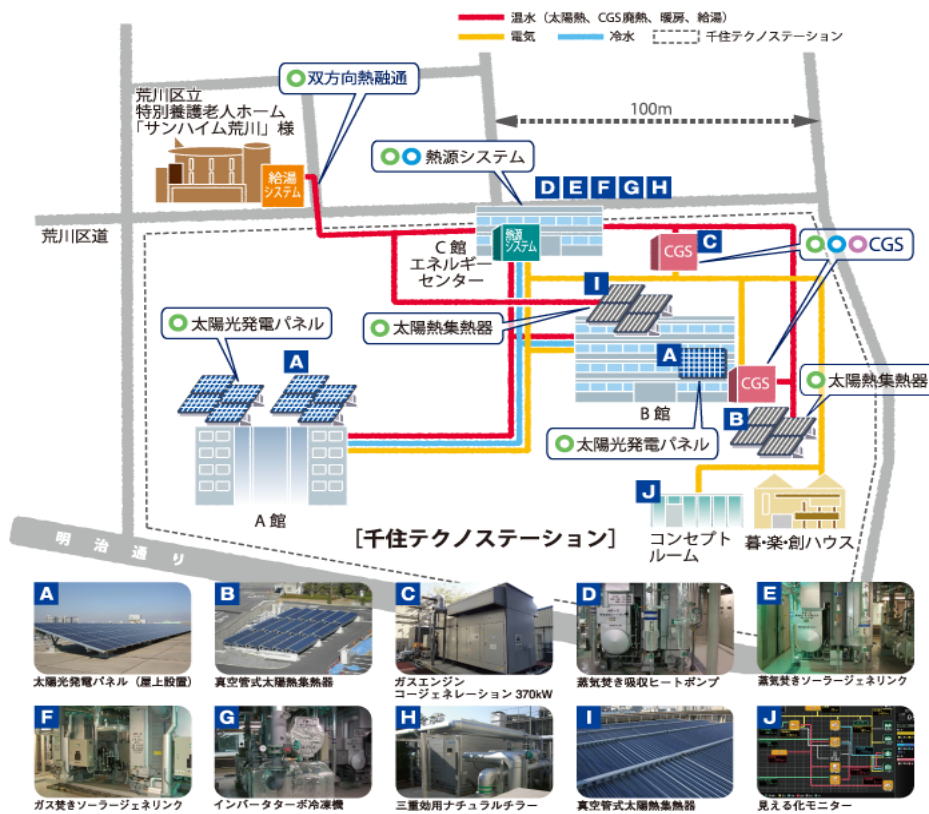 温水（太陽熱、CGS廃熱、暖房、給湯）
電気
冷水
千住テクノステーション
双方向熱融通
荒川区立
特別養護老人ホーム
「サンハイム荒川」様
100m
熱源システム
給湯
システム
D E F G H
荒川区道
熱源
システム
C
CGS
CGS
C館
エネルギー
センター
I
太陽光発電パネル
太陽熱集熱器
A
A
CGS
太陽熱集熱器
B館
B
太陽光発電パネル
J
A館
[千住テクノステーション]
コンセプト
ルーム
暮・楽・創ハウス
明治通り
A
太陽光発電パネル（屋上設置）
B
真空管式太陽熱集熱器
C
ガスエンジン
コージェネレーション 370kW
D
蒸気焚き吸収ヒートポンプ
E
蒸気焚きソーラージェネリンク
F
ガス焚きソーラージェネリンク
G
インバータターボ冷凍機
H
三重効用ナチュラルチラー
I
真空管式太陽熱集熱器
J
見える化モニター